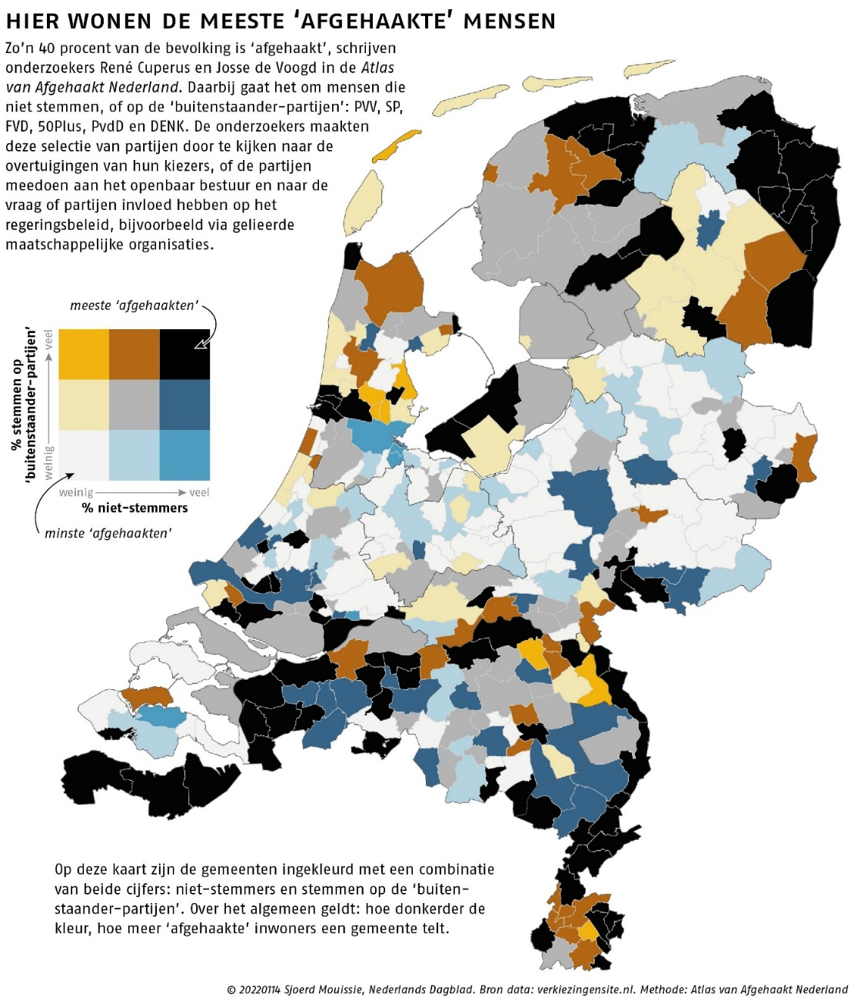 HIER WONEN DE MEESTE ‘AFGEHAAKTE’ MENSEN
Zo’n 40 procent van de bevolking is ‘afgehaakt’, schrijven
onderzoekers René Cuperus en Josse de Voogd in de Atlas
van Afgehaakt Nederland. Daarbij gaat het om mensen die
niet stemmen, of op de ‘buitenstaander-partijen’: PVV, SP,
FVD, 50Plus, PvdD en DENK. De onderzoekers maakten
deze selectie van partijen door te kijken naar de
overtuigingen van hun kiezers, of de partijen
meedoen aan het openbaar bestuur en naar de
vraag of partijen invloed hebben op het
regeringsbeleid, bijvoorbeeld via gelieerde
maatschappelijke organisaties.
meeste ‘afgehaakten’
% stemmen op
‘buitenstaander-partijen’
weinig
veel
weinig
veel
% niet-stemmers
minste ‘afgehaakten’
Op deze kaart zijn de gemeenten ingekleurd met een combinatie
van beide cijfers: niet-stemmers en stemmen op de ‘buiten-
staander-partijen’. Over het algemeen geldt: hoe donkerder de
kleur, hoe meer ‘afgehaakte’ inwoners een gemeente telt.
© 20220114 Sjoerd Mouissie, Nederlands Dagblad. Bron data: verkiezingensite.nl. Methode: Atlas van Afgehaakt Nederland